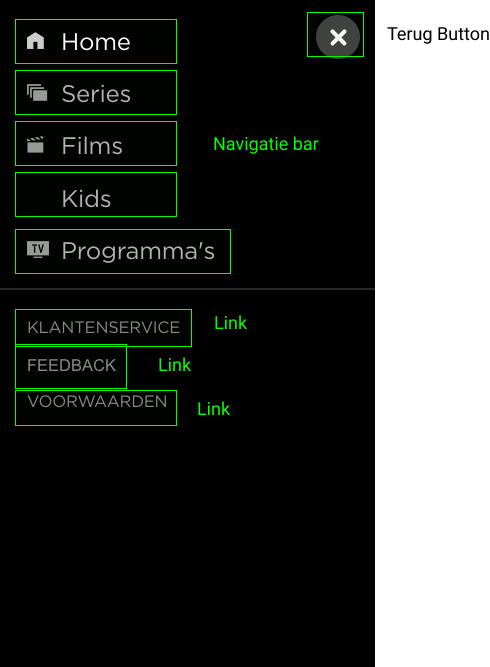 Home
Terug Button
Series
Films
Navigatie bar
Kids
TV
Programma's
KLANTENSERVICE
Link
FEEDBACK
Link
VOORWAARDEN
Link